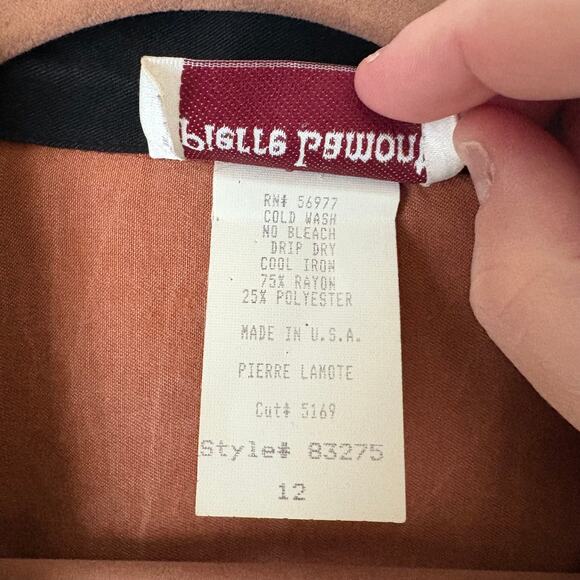 Pierre Lamont
RN# 56977
COLD WASH
NO BLEACH
DRIP DRY
COOL IRON
75% RAYON
25% POLYESTER
MADE IN U.S.A.
PIERRE LAMOTE
Cut# 5169
Style# 83275
12